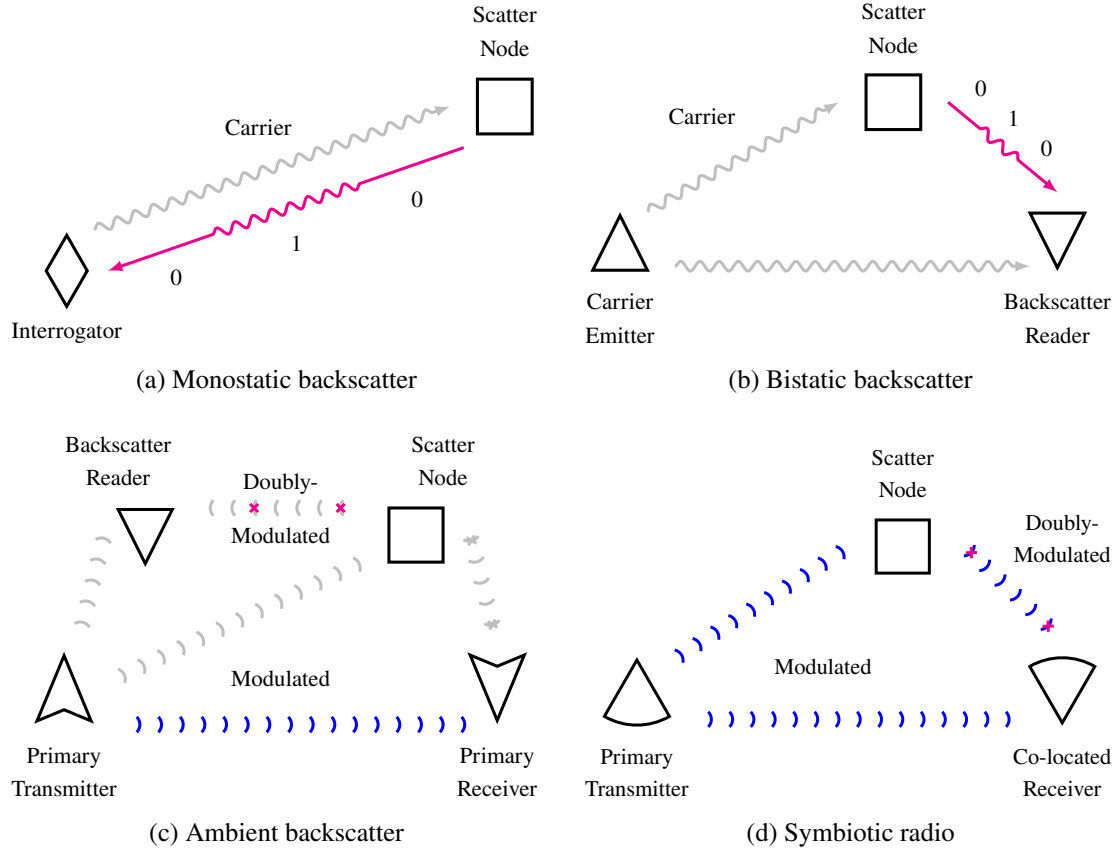 Scatter
Node
Carrier
0
1
0
Interrogator
(a) Monostatic backscatter
Scatter
Node
Carrier
0
1
0
Carrier
Emitter
Backscatter
Reader
(b) Bistatic backscatter
Backscatter
Reader
Scatter
Node
Doubly-
Modulated
Modulated
Primary
Transmitter
Primary
Receiver
(c) Ambient backscatter
Scatter
Node
Doubly-
Modulated
Modulated
Primary
Transmitter
Co-located
Receiver
(d) Symbiotic radio